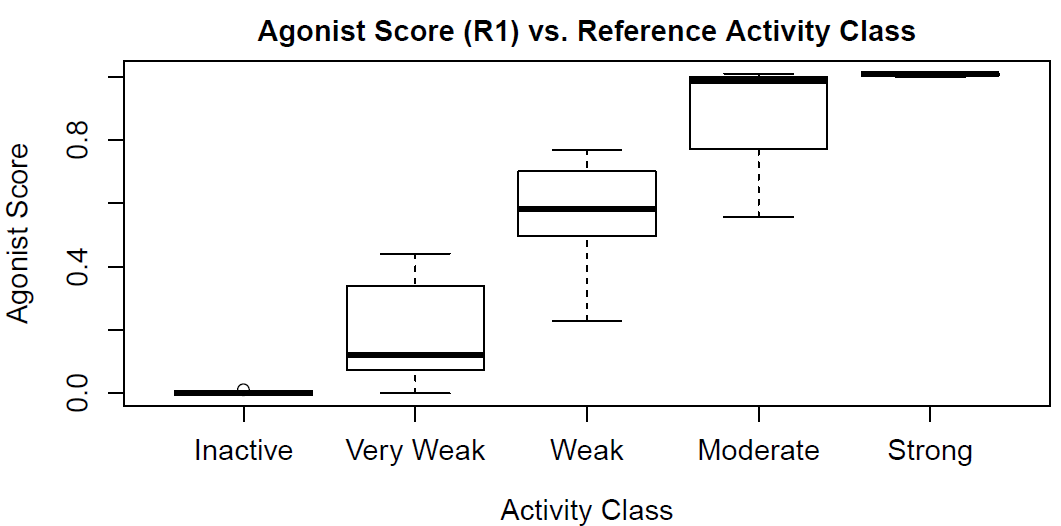 Agonist Score (R1) vs. Reference Activity Class
Agonist Score
0.8
0.4
0.0
Inactive Very Weak Weak Moderate Strong
Activity Class